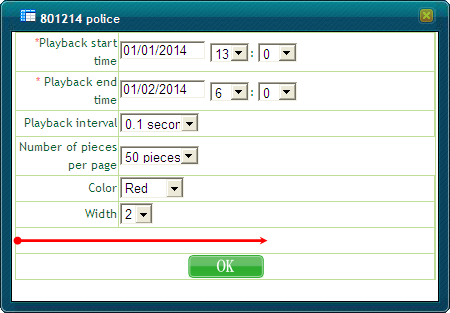 801214 police
*Playback start time 01/01/2014 13 : 0
* Playback end time 01/02/2014 6 : 0
Playback interval 0.1 secor
Number of pieces per page 50 pieces
Color Red
Width 2
OK